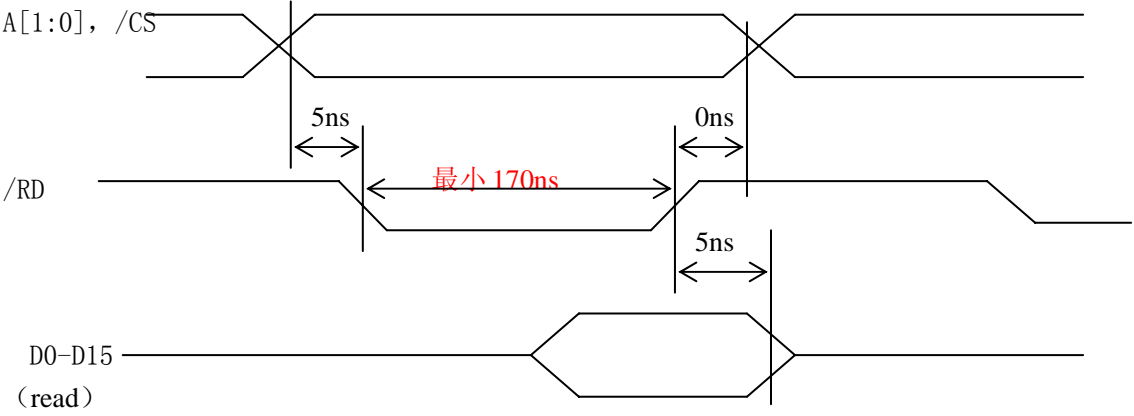 A[1:0], /CS
5ns
0ns
最小 170ns
/RD
5ns
D0-D15
（read）